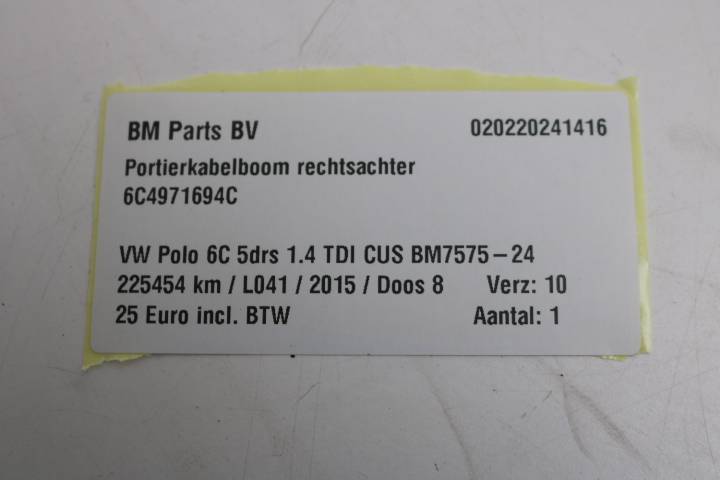 BM Parts BV 020220241416
Portierkabelboom rechtsachter
6C4971694C
VW Polo 6C 5drs 1.4 TDI CUS BM7575-24
225454 km / L041 / 2015 / Doos 8 Verz: 10
25 Euro incl. BTW Aantal: 1